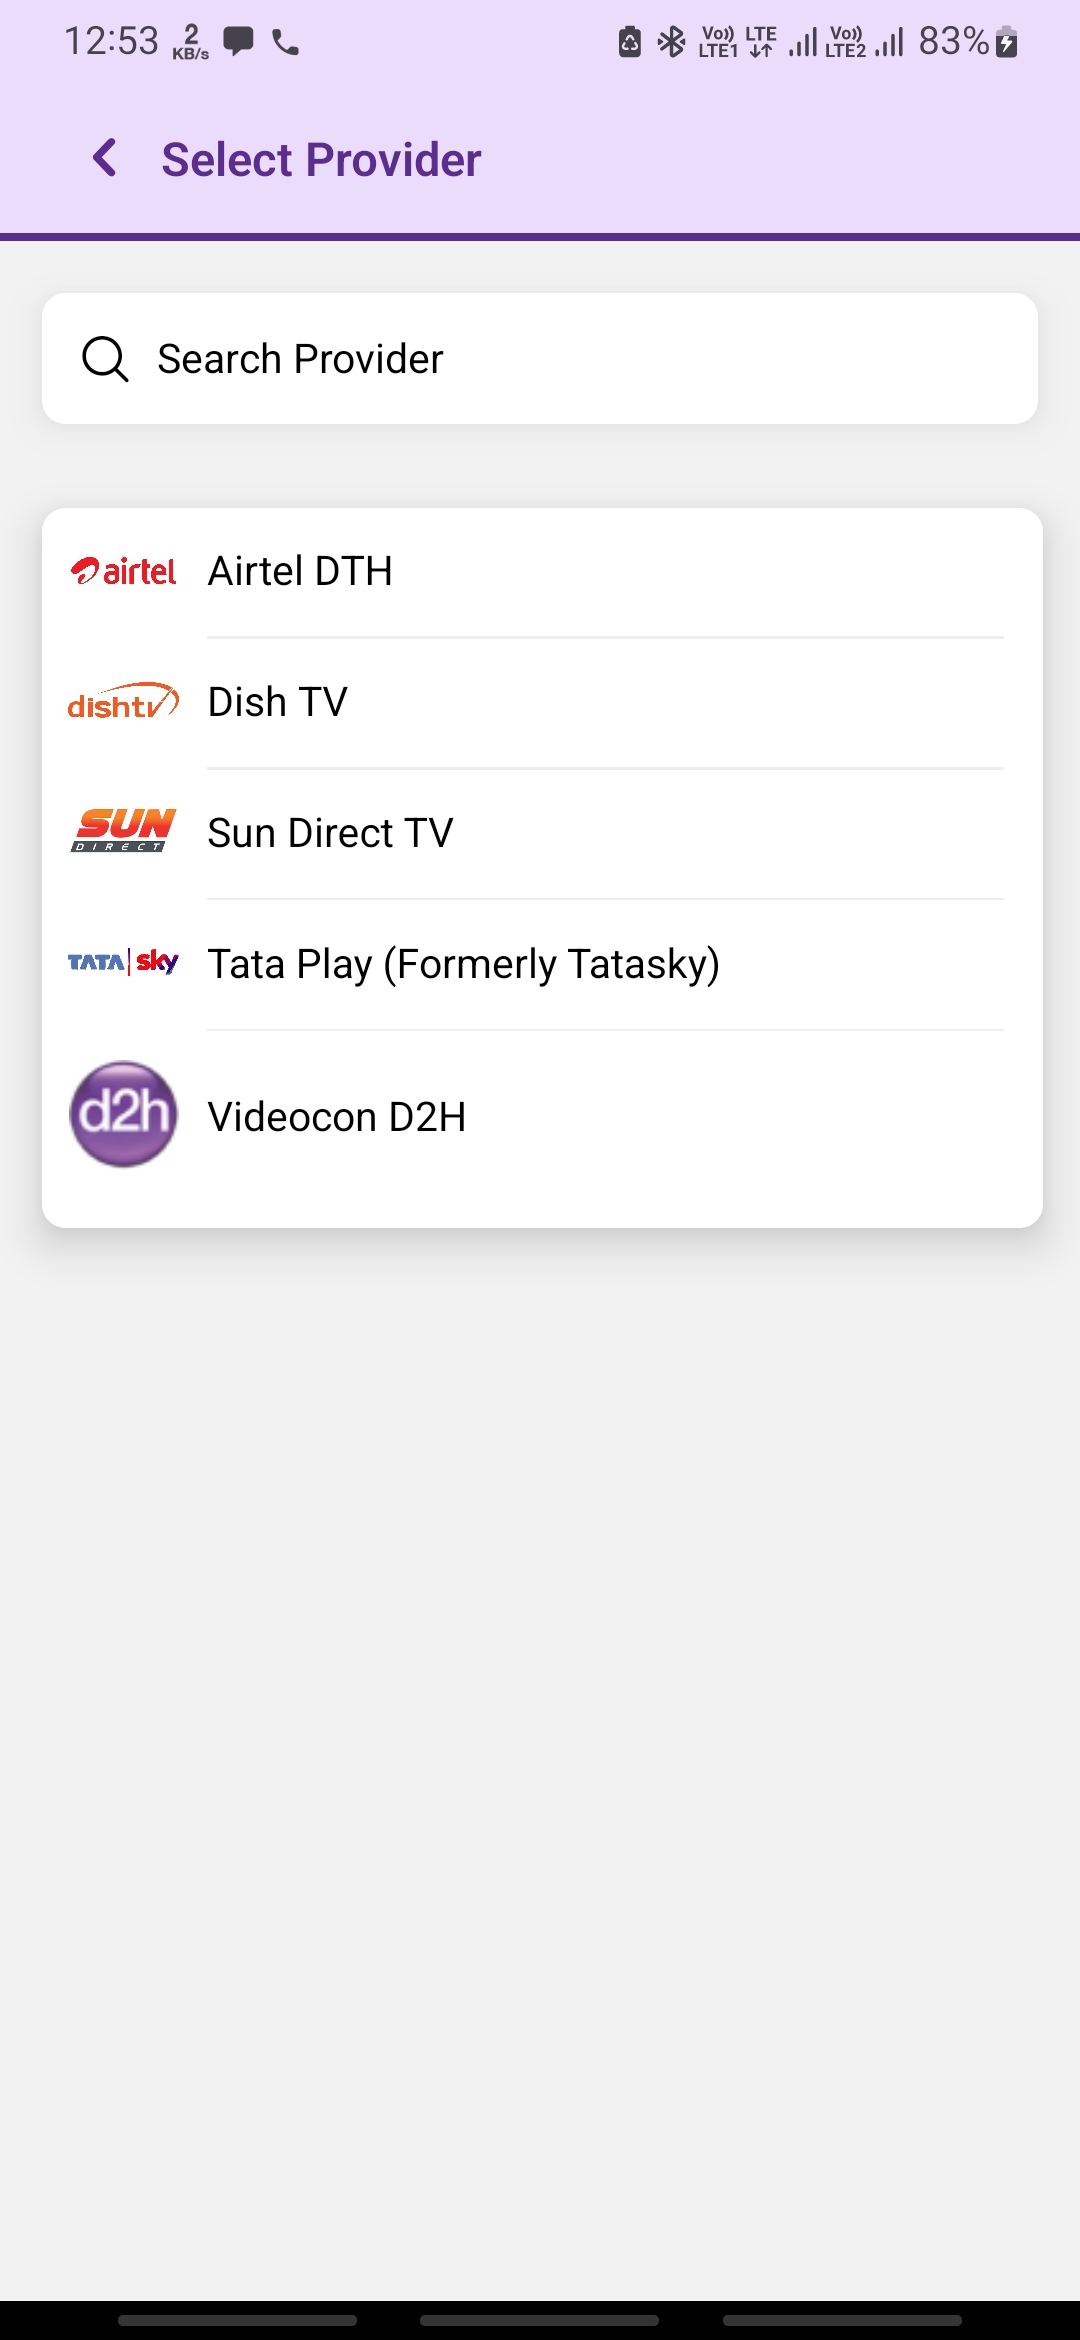 12:53 2 KB/s Vo)) LTE1 LTE Vo)) LTE2 83%
Select Provider
Search Provider
airtel Airtel DTH
dishtv Dish TV
SUN DIRECT Sun Direct TV
TATA sky Tata Play (Formerly Tatasky)
d2h Videocon D2H